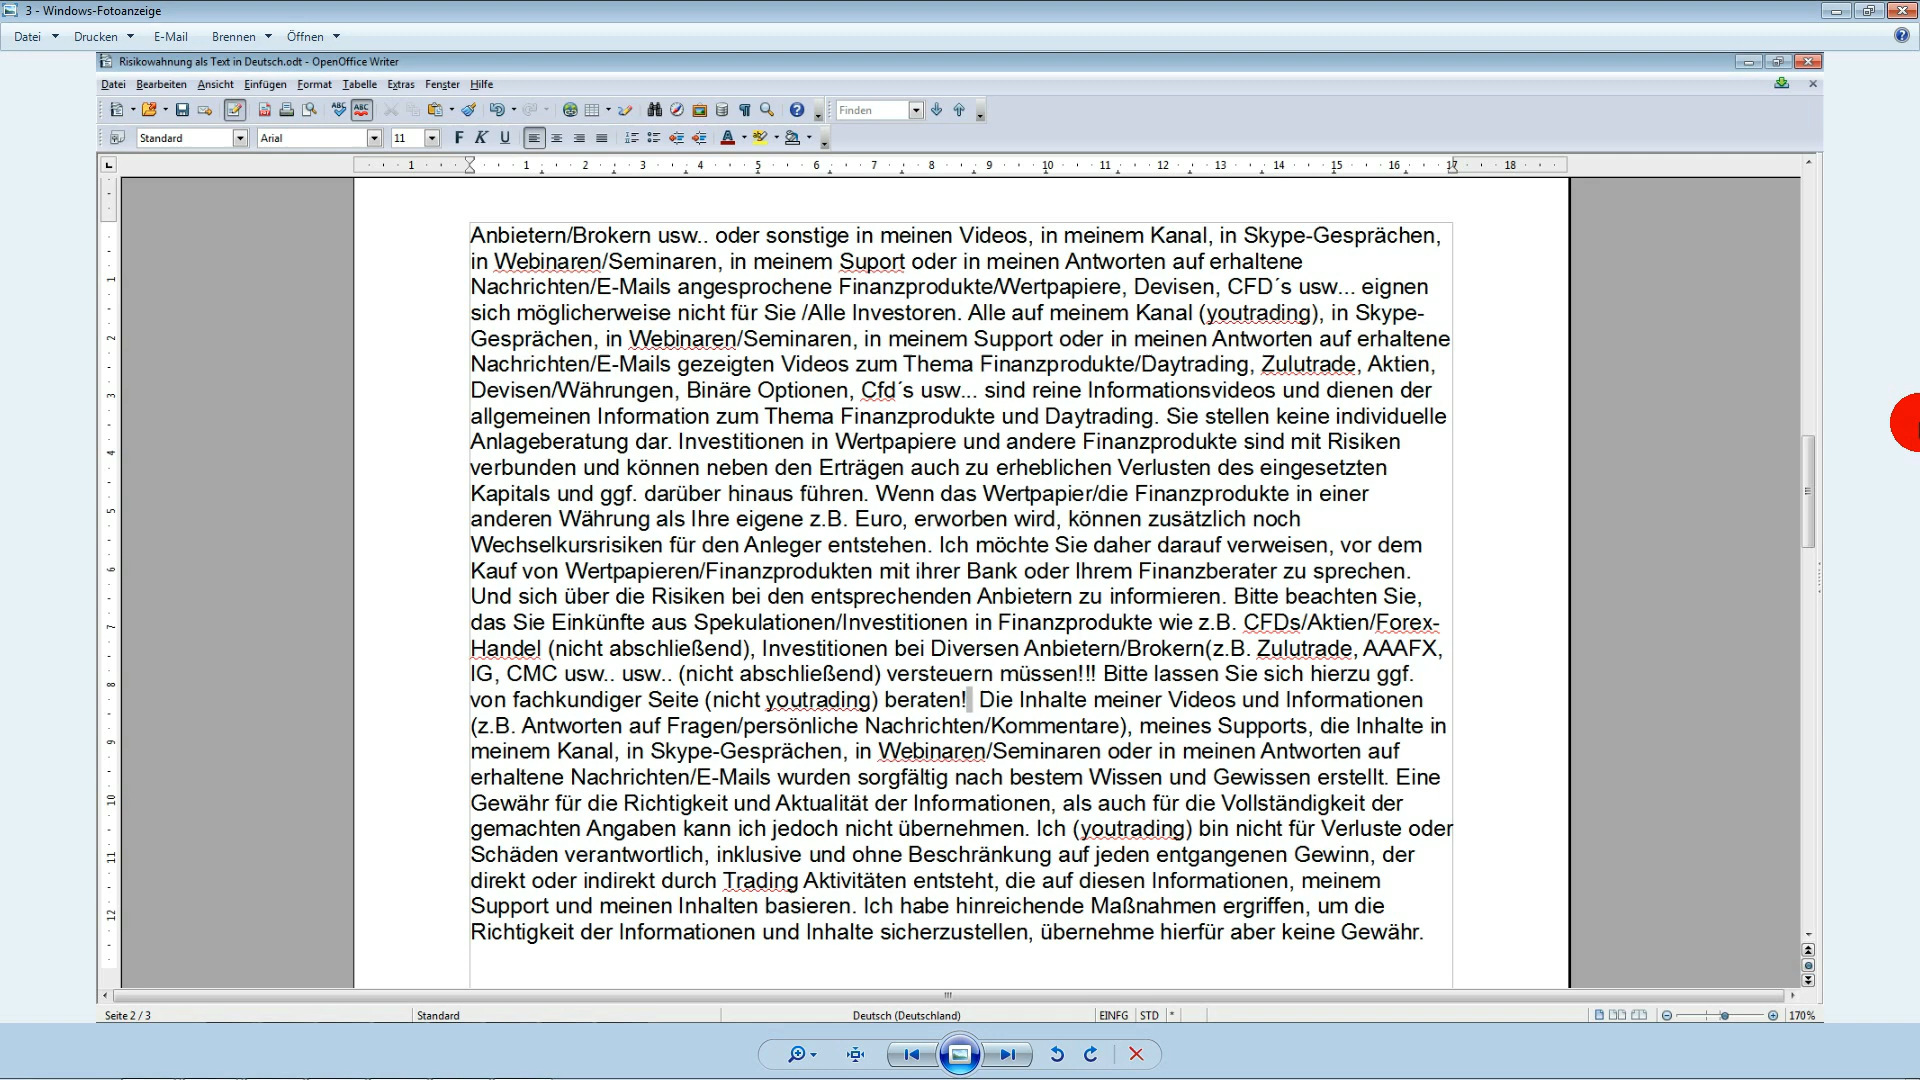 3 - Windows-Fotoanzeige
Datei Drucken E-Mail Brennen Öffnen
Risikowahnung als Text in Deutsch.odt - OpenOffice Writer
Datei Bearbeiten Ansicht Einfügen Format Tabelle Extras Fenster Hilfe
Finden
Standard Arial 11 F K U
1 1 2 3 4 5 6 7 8 9 10 11 12 13 14 15 16 17 18
Anbietern/Brokern usw.. oder sonstige in meinen Videos, in meinem Kanal, in Skype-Gesprächen,
in Webinaren/Seminaren, in meinem Suport oder in meinen Antworten auf erhaltene
Nachrichten/E-Mails angesprochene Finanzprodukte/Wertpapiere, Devisen, CFD´s usw... eignen
sich möglicherweise nicht für Sie /Alle Investoren. Alle auf meinem Kanal (youtrading), in Skype-
Gesprächen, in Webinaren/Seminaren, in meinem Support oder in meinen Antworten auf erhaltene
Nachrichten/E-Mails gezeigten Videos zum Thema Finanzprodukte/Daytrading, Zulutrade, Aktien,
Devisen/Währungen, Binäre Optionen, Cfd´s usw... sind reine Informationsvideos und dienen der
allgemeinen Information zum Thema Finanzprodukte und Daytrading. Sie stellen keine individuelle
Anlageberatung dar. Investitionen in Wertpapiere und andere Finanzprodukte sind mit Risiken
verbunden und können neben den Erträgen auch zu erheblichen Verlusten des eingesetzten
Kapitals und ggf. darüber hinaus führen. Wenn das Wertpapier/die Finanzprodukte in einer
anderen Währung als Ihre eigene z.B. Euro, erworben wird, können zusätzlich noch
Wechselkursrisiken für den Anleger entstehen. Ich möchte Sie daher darauf verweisen, vor dem
Kauf von Wertpapieren/Finanzprodukten mit ihrer Bank oder Ihrem Finanzberater zu sprechen.
Und sich über die Risiken bei den entsprechenden Anbietern zu informieren. Bitte beachten Sie,
das Sie Einkünfte aus Spekulationen/Investitionen in Finanzprodukte wie z.B. CFDs/Aktien/Forex-
Handel (nicht abschließend), Investitionen bei Diversen Anbietern/Brokern(z.B. Zulutrade, AAAFX,
IG, CMC usw.. usw.. (nicht abschließend) versteuern müssen!!! Bitte lassen Sie sich hierzu ggf.
von fachkundiger Seite (nicht youtrading) beraten! Die Inhalte meiner Videos und Informationen
(z.B. Antworten auf Fragen/persönliche Nachrichten/Kommentare), meines Supports, die Inhalte in
meinem Kanal, in Skype-Gesprächen, in Webinaren/Seminaren oder in meinen Antworten auf
erhaltene Nachrichten/E-Mails wurden sorgfältig nach bestem Wissen und Gewissen erstellt. Eine
Gewähr für die Richtigkeit und Aktualität der Informationen, als auch für die Vollständigkeit der
gemachten Angaben kann ich jedoch nicht übernehmen. Ich (youtrading) bin nicht für Verluste oder
Schäden verantwortlich, inklusive und ohne Beschränkung auf jeden entgangenen Gewinn, der
direkt oder indirekt durch Trading Aktivitäten entsteht, die auf diesen Informationen, meinem
Support und meinen Inhalten basieren. Ich habe hinreichende Maßnahmen ergriffen, um die
Richtigkeit der Informationen und Inhalte sicherzustellen, übernehme hierfür aber keine Gewähr.
Seite 2 / 3 Standard Deutsch (Deutschland) EINFG STD * 170%